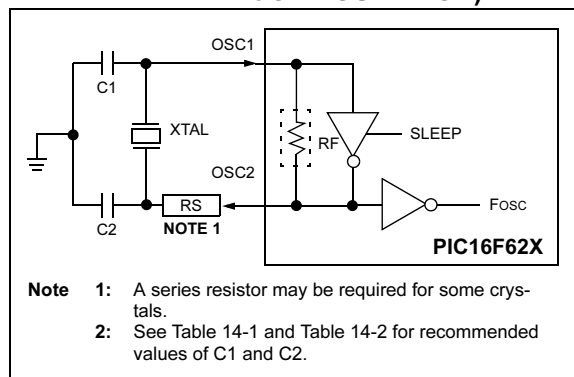 OSC1
C1
XTAL
RF
SLEEP
OSC2
RS
FOSC
C2
NOTE 1
PIC16F62X
Note 1: A series resistor may be required for some crys-
tals.
2: See Table 14-1 and Table 14-2 for recommended
values of C1 and C2.